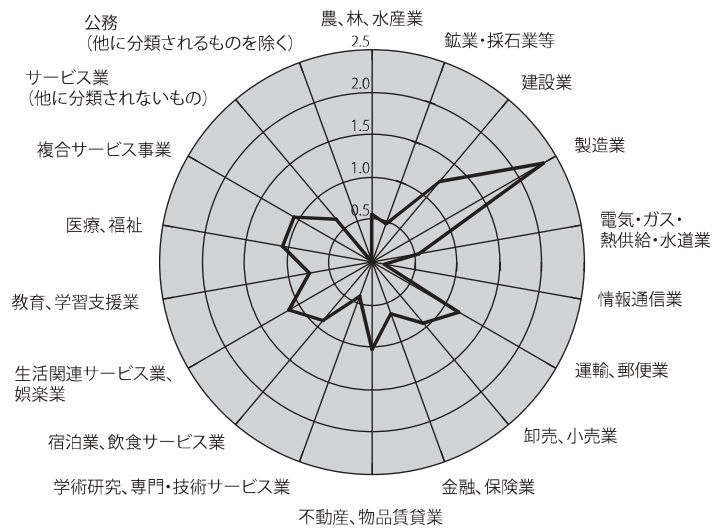 農、林、水産業
鉱業・採石業等
建設業
製造業
電気・ガス・
熱供給・水道業
情報通信業
運輸、郵便業
卸売、小売業
金融、保険業
不動産、物品賃貸業
学術研究、専門・技術サービス業
宿泊業、飲食サービス業
生活関連サービス業、
娯楽業
教育、学習支援業
医療、福祉
複合サービス事業
サービス業
(他に分類されないもの)
公務
(他に分類されるものを除く)
2.5
2.0
1.5
1.0
0.5